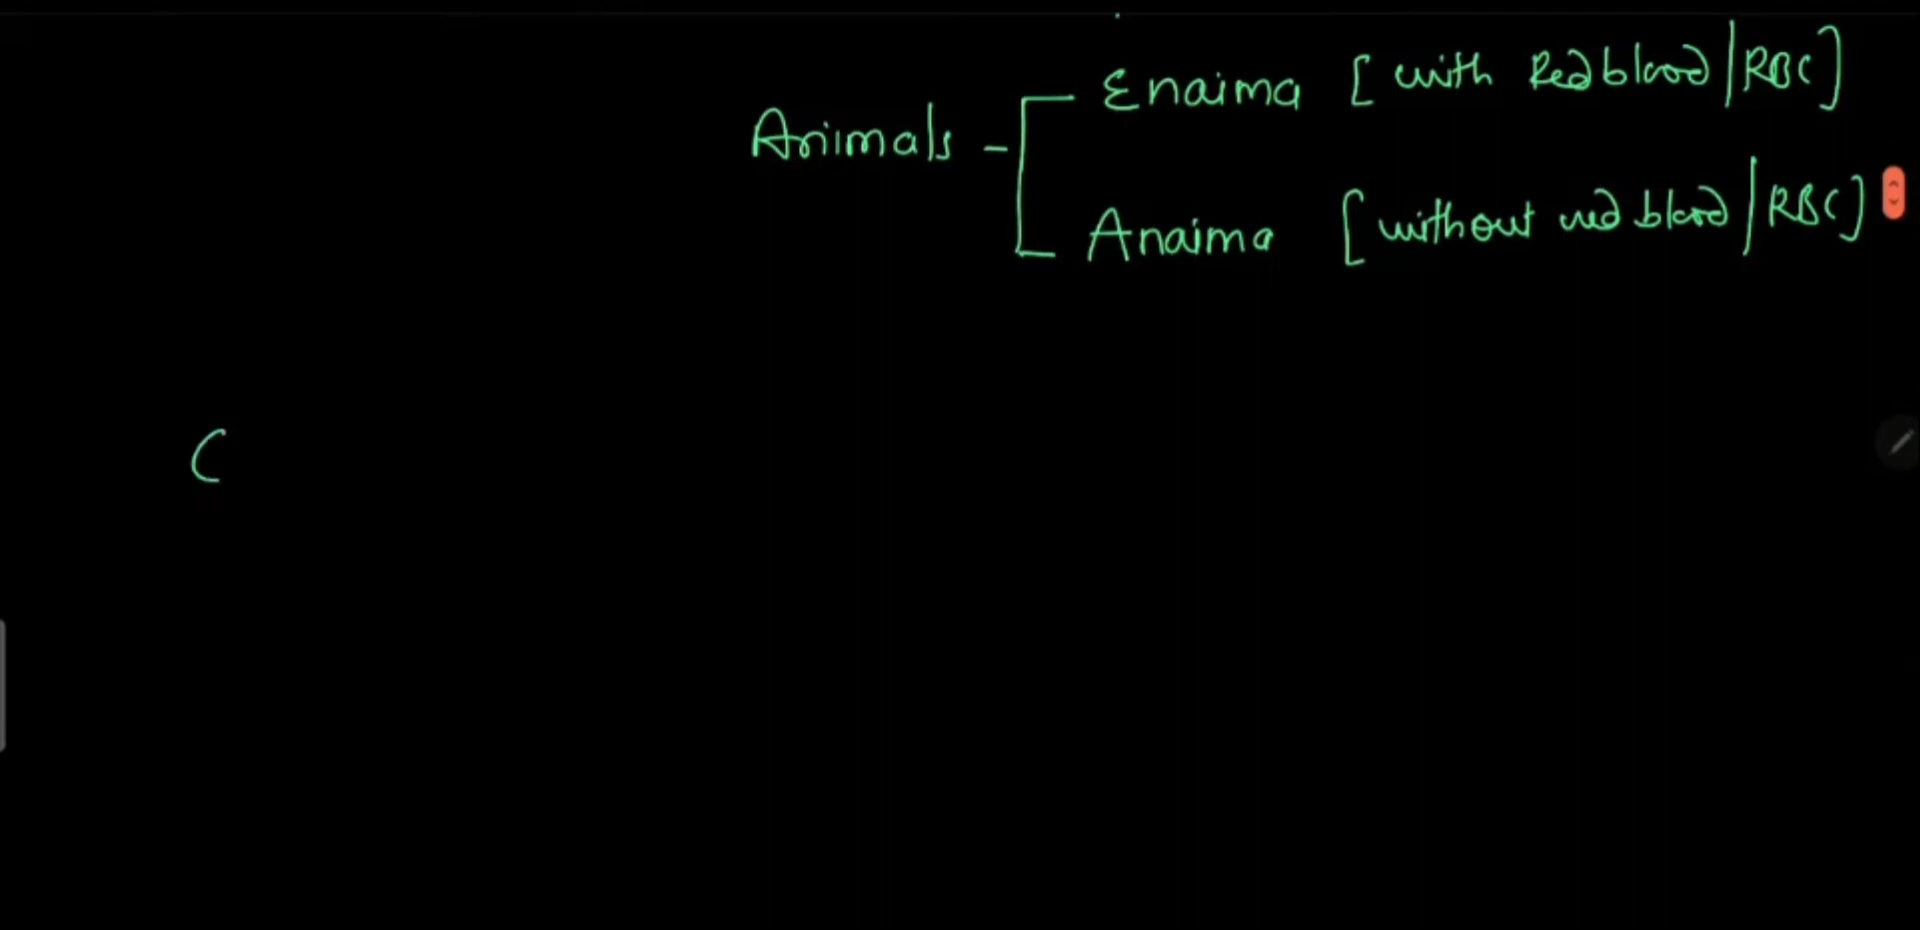 Enaima [with Red blood/RBC]
Animals -
Anaima [without red blood/RBC]
C